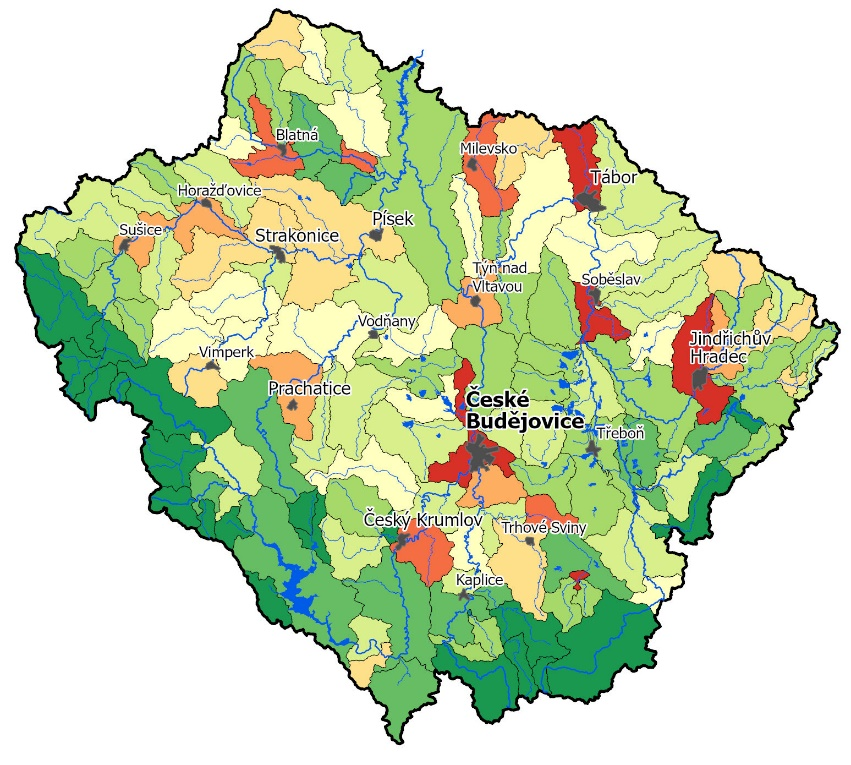 Blatná
Milevsko
Tábor
Horažďovice
Sušice
Písek
Strakonice
Týn nad
Vltavou
Soběslav
Vodňany
Vimperk
Jindřichův
Hradec
Prachatice
České
Budějovice
Třeboň
Český Krumlov
Trhové Sviny
Kaplice